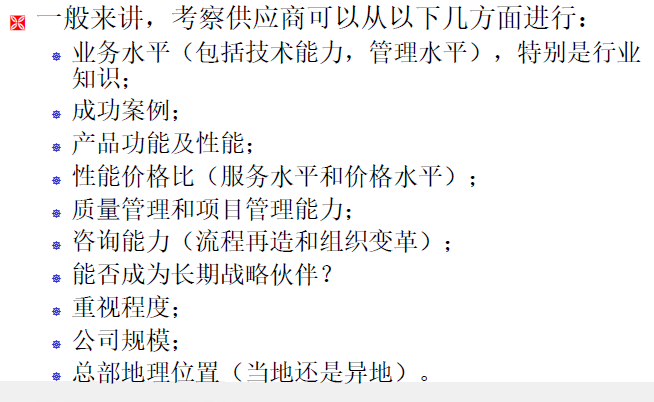 一般来讲，考察供应商可以从以下几方面进行：
业务水平（包括技术能力，管理水平），特别是行业
知识；
成功案例；
产品功能及性能；
性能价格比（服务水平和价格水平）；
质量管理和项目管理能力；
咨询能力（流程再造和组织变革）；
能否成为长期战略伙伴？
重视程度；
公司规模；
总部地理位置（当地还是异地）。